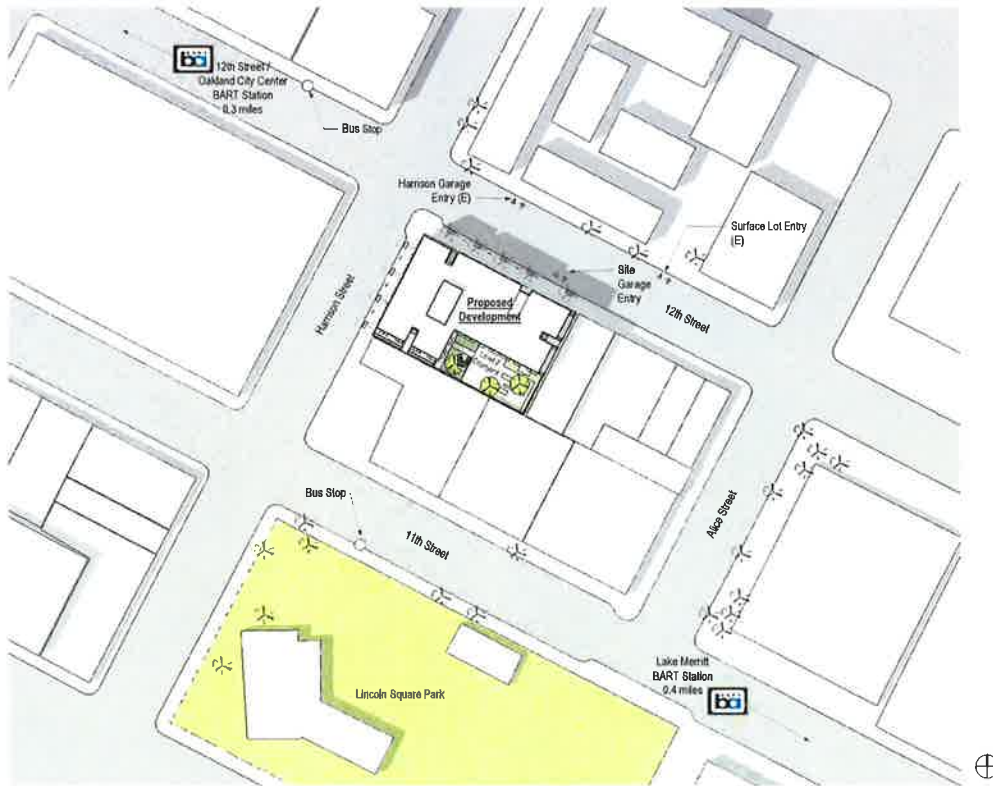 12th Street /
Oakland City Center
BART Station
0.3 miles
Bus Stop
Harrison Garage
Entry (E)
Surface Lot Entry
(E)
Site
Garage
Entry
Proposed
Development
12th Street
Harrison Street
Level 2
Bus Stop
11th Street
Alice Street
Lincoln Square Park
Lake Merritt
BART Station
0.4 miles